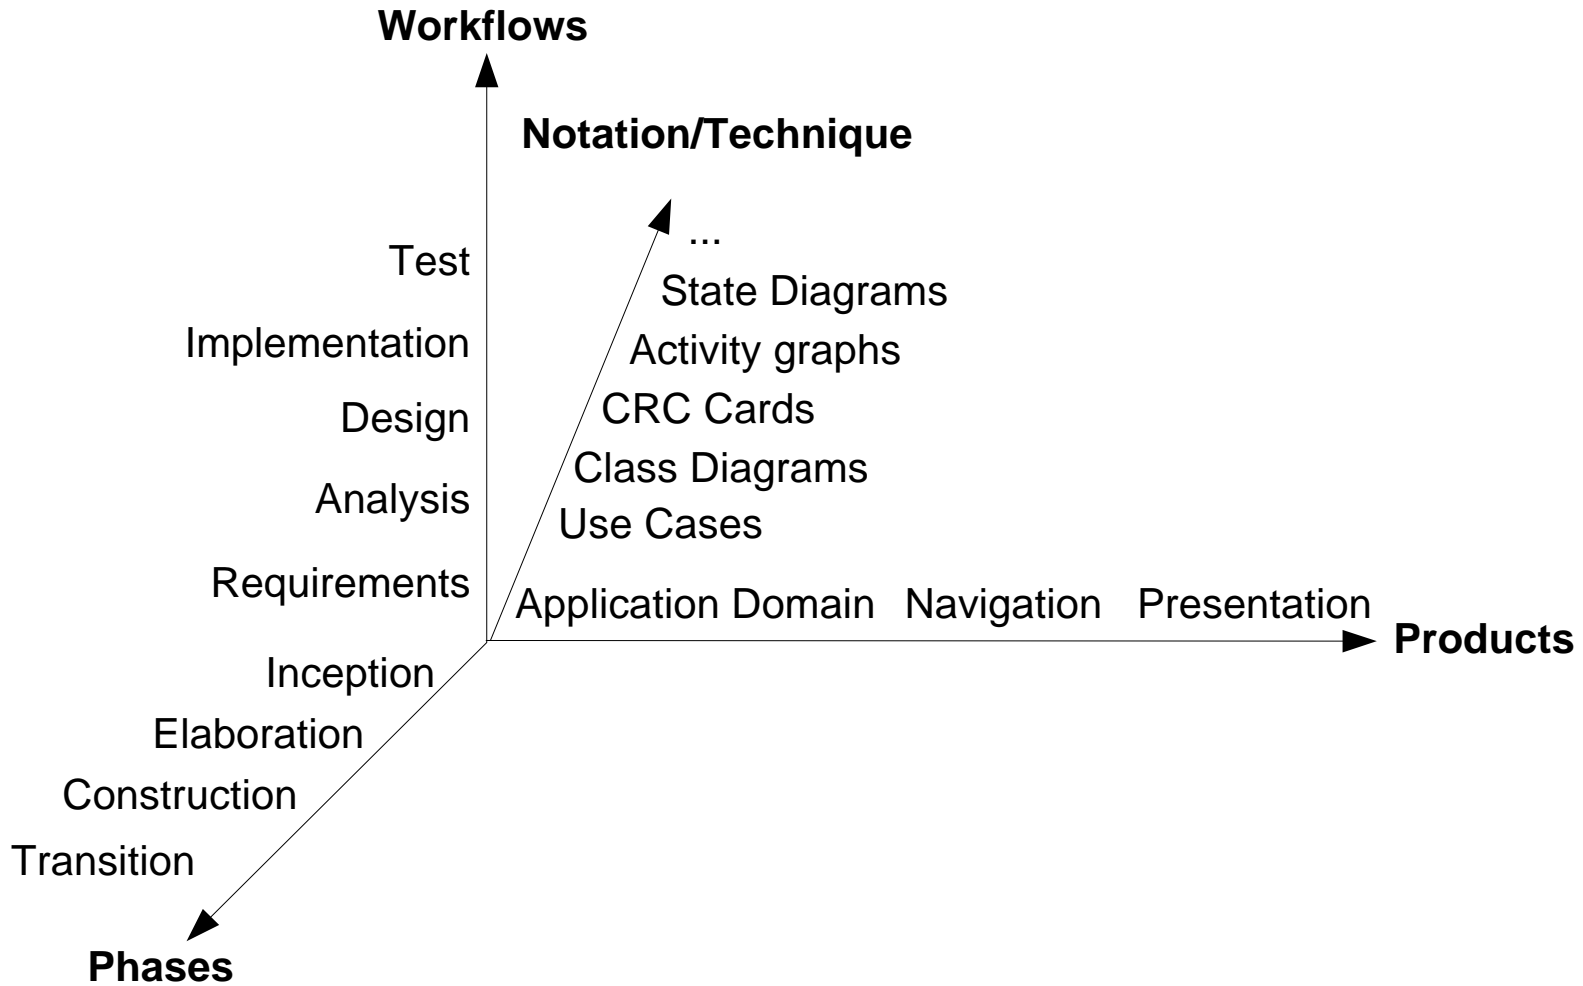 Workflows
Notation/Technique
...
Test
State Diagrams
Implementation
Activity graphs
Design
CRC Cards
Class Diagrams
Analysis
Use Cases
Requirements
Application Domain Navigation Presentation
Products
Inception
Elaboration
Construction
Transition
Phases